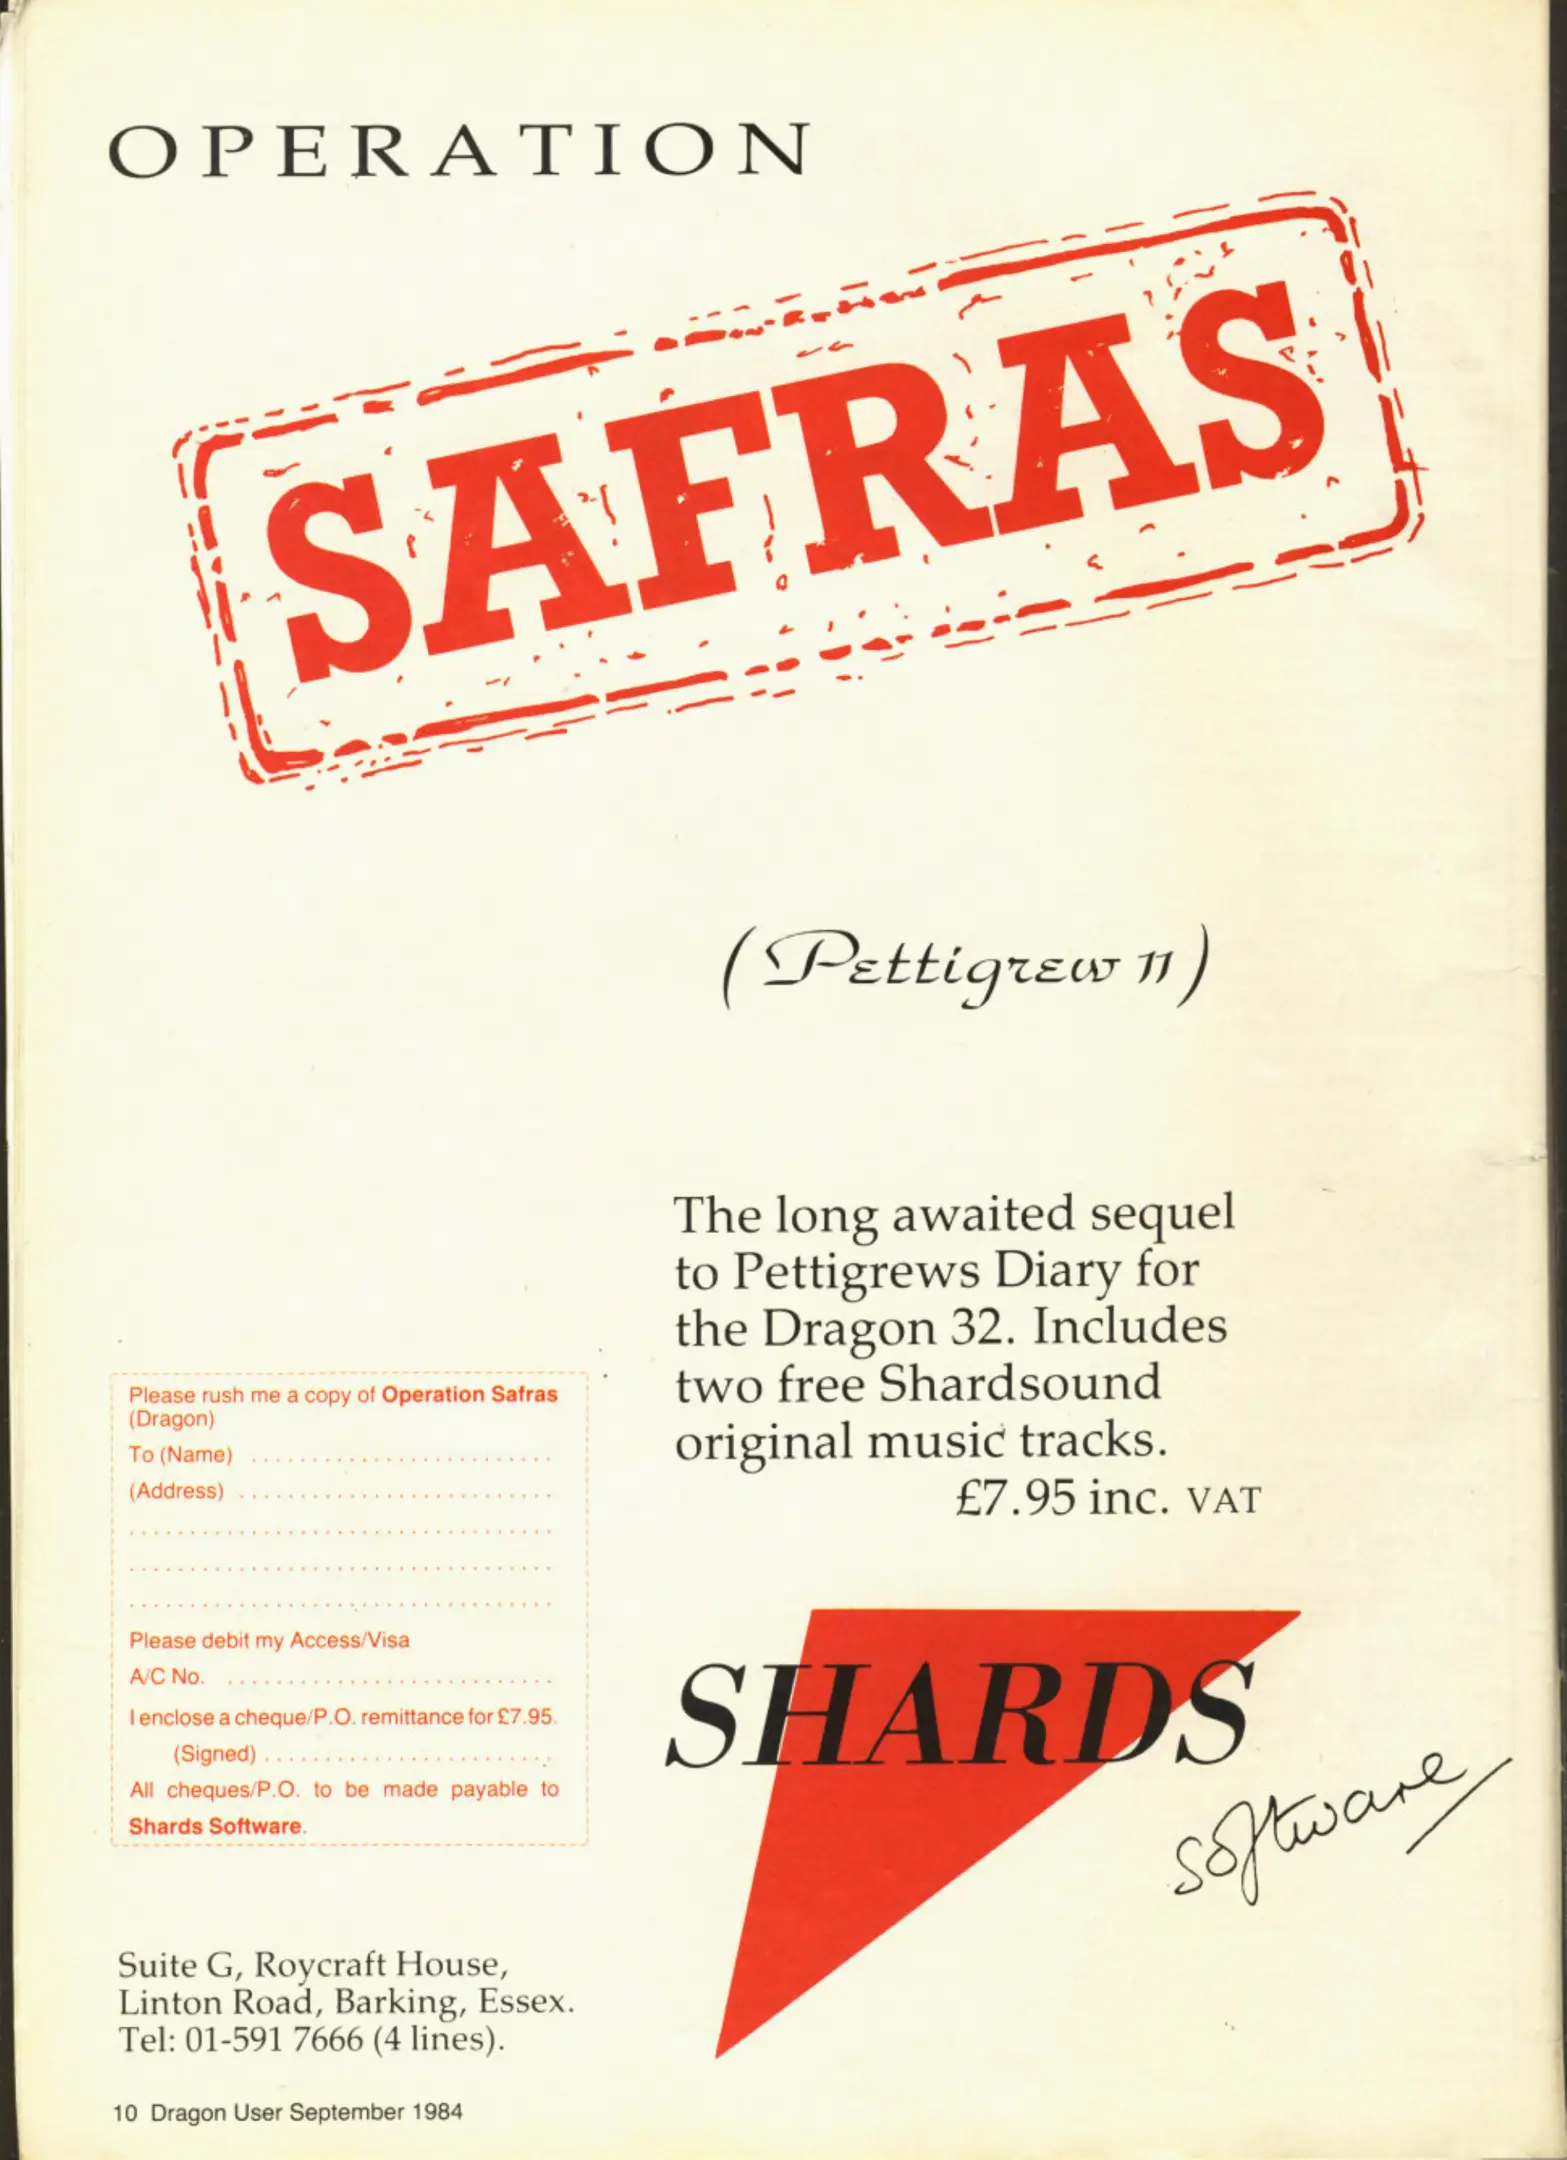 OPERATION
SAFRAS
(Pettigrew 11)
The long awaited sequel
to Pettigrews Diary for
the Dragon 32. Includes
two free Shardsound
original music tracks.
£7.95 inc. VAT
Please rush me a copy of Operation Safras
(Dragon)
To (Name) ..........................
(Address) ...........................
....................................
....................................
....................................
Please debit my Access/Visa
A/C No. ...........................
I enclose a cheque/P.O. remittance for £7.95.
(Signed) ........................
All cheques/P.O. to be made payable to
Shards Software.
SHARDS
software
Suite G, Roycraft House,
Linton Road, Barking, Essex.
Tel: 01-591 7666 (4 lines).
10 Dragon User September 1984